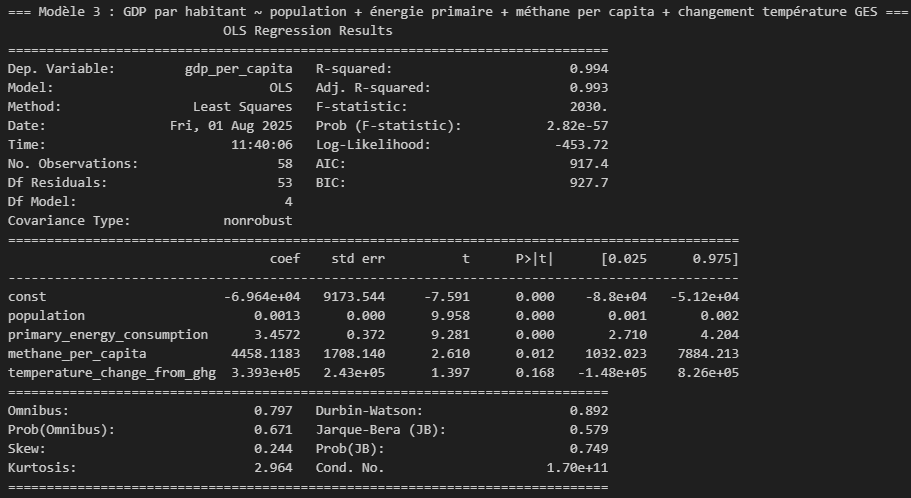 === Modèle 3 : GDP par habitant ~ population + énergie primaire + méthane per capita + changement température GES ===
OLS Regression Results
==============================================================================
Dep. Variable: gdp_per_capita R-squared: 0.994
Model: OLS Adj. R-squared: 0.993
Method: Least Squares F-statistic: 2030.
Date: Fri, 01 Aug 2025 Prob (F-statistic): 2.82e-57
Time: 11:40:06 Log-Likelihood: -453.72
No. Observations: 58 AIC: 917.4
Df Residuals: 53 BIC: 927.7
Df Model: 4
Covariance Type: nonrobust
===============================================================================================
coef std err t P>|t| [0.025 0.975]
-----------------------------------------------------------------------------------------------
const -6.964e+04 9173.544 -7.591 0.000 -8.8e+04 -5.12e+04
population 0.0013 0.000 9.958 0.000 0.001 0.002
primary_energy_consumption 3.4572 0.372 9.281 0.000 2.710 4.204
methane_per_capita 4458.1183 1708.140 2.610 0.012 1032.023 7884.213
temperature_change_from_ghg 3.393e+05 2.43e+05 1.397 0.168 -1.48e+05 8.26e+05
==============================================================================
Omnibus: 0.797 Durbin-Watson: 0.892
Prob(Omnibus): 0.671 Jarque-Bera (JB): 0.579
Skew: 0.244 Prob(JB): 0.749
Kurtosis: 2.964 Cond. No. 1.70e+11
==============================================================================